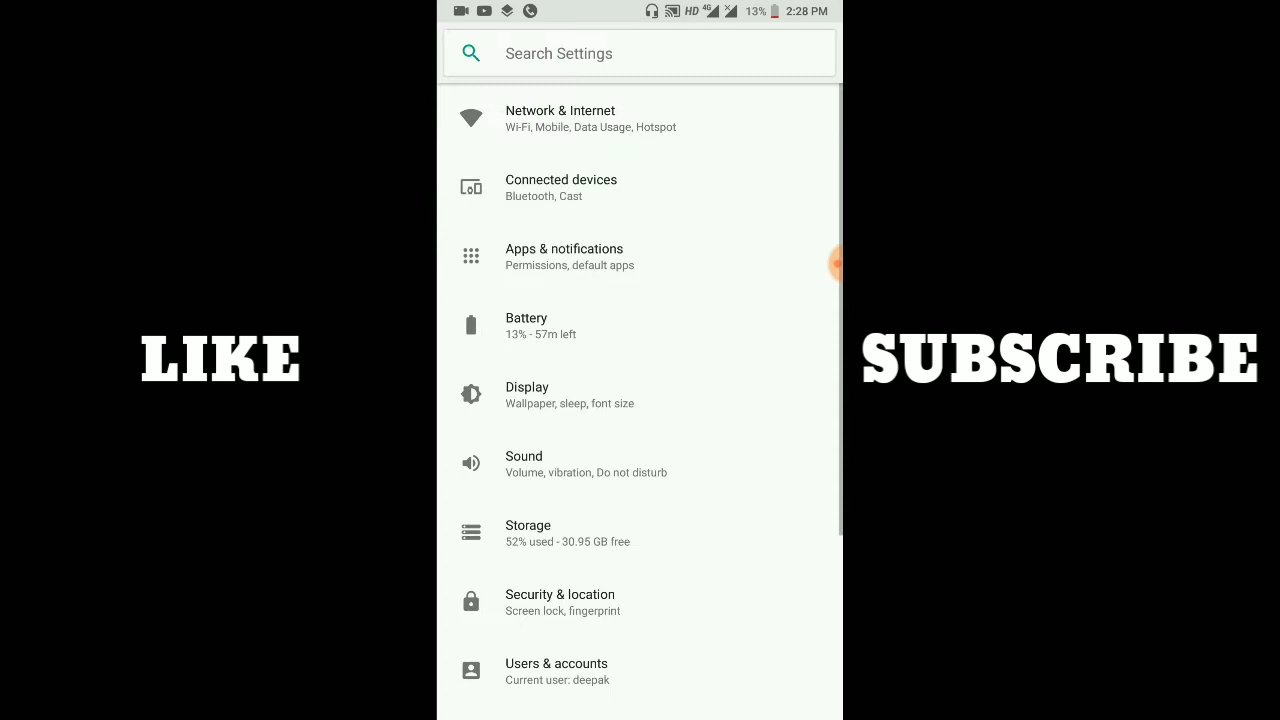 HD 4G 13% 2:28 PM
Search Settings
Network & Internet
Wi-Fi, Mobile, Data Usage, Hotspot
Connected devices
Bluetooth, Cast
Apps & notifications
Permissions, default apps
Battery
13% - 57m left
LIKE
SUBSCRIBE
Display
Wallpaper, sleep, font size
Sound
Volume, vibration, Do not disturb
Storage
52% used - 30.95 GB free
Security & location
Screen lock, fingerprint
Users & accounts
Current user: deepak